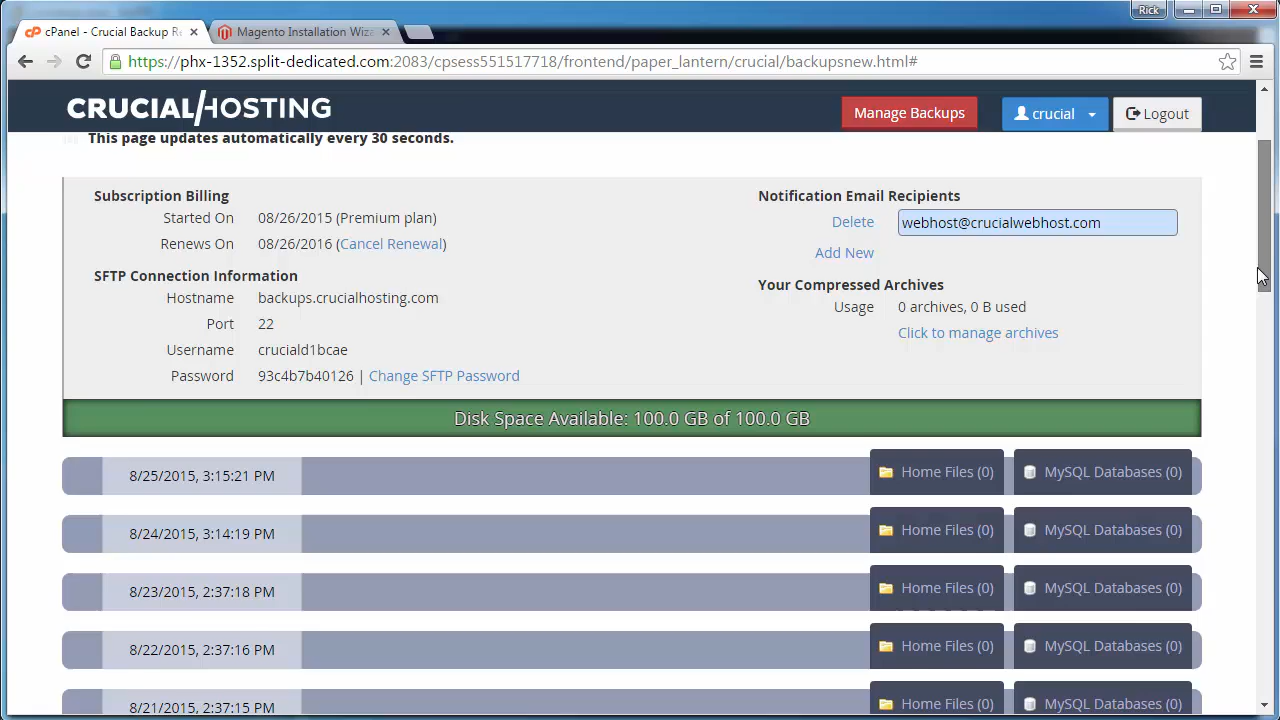 Rick
cPanel - Crucial Backup Re
Magento Installation Wiza
https://phx-1352.split-dedicated.com:2083/cpsess551517718/frontend/paper_lantern/crucial/backupsnew.html#
CRUCIAL/HOSTING
Manage Backups
crucial
Logout
This page updates automatically every 30 seconds.
Subscription Billing
Started On 08/26/2015 (Premium plan)
Renews On 08/26/2016 (Cancel Renewal)
SFTP Connection Information
Hostname backups.crucialhosting.com
Port 22
Username cruciald1bcae
Password 93c4b7b40126 | Change SFTP Password
Notification Email Recipients
Delete webhost@crucialwebhost.com
Add New
Your Compressed Archives
Usage 0 archives, 0 B used
Click to manage archives
Disk Space Available: 100.0 GB of 100.0 GB
8/25/2015, 3:15:21 PM Home Files (0) MySQL Databases (0)
8/24/2015, 3:14:19 PM Home Files (0) MySQL Databases (0)
8/23/2015, 2:37:18 PM Home Files (0) MySQL Databases (0)
8/22/2015, 2:37:16 PM Home Files (0) MySQL Databases (0)
8/21/2015, 2:37:15 PM Home Files (0) MySQL Databases (0)